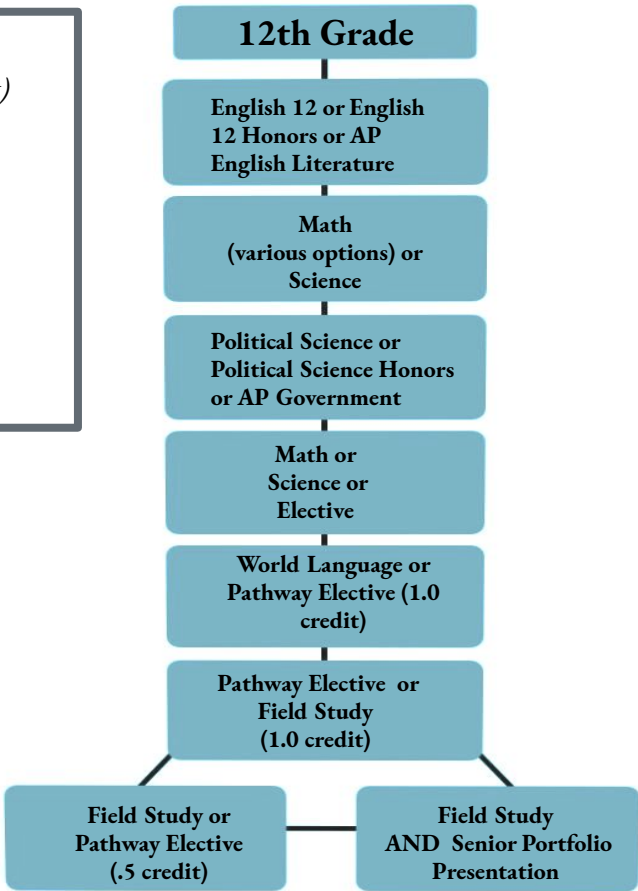 )
12th Grade
English 12 or English
12 Honors or AP
English Literature
Math
(various options) or
Science
Political Science or
Political Science Honors
or AP Government
Math or
Science or
Elective
World Language or
Pathway Elective (1.0
credit)
Pathway Elective or
Field Study
(1.0 credit)
Field Study or
Pathway Elective
(.5 credit)
Field Study
AND Senior Portfolio
Presentation